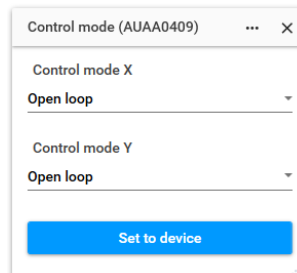 Control mode (AUAA0409)
Control mode X
Open loop
Control mode Y
Open loop
Set to device